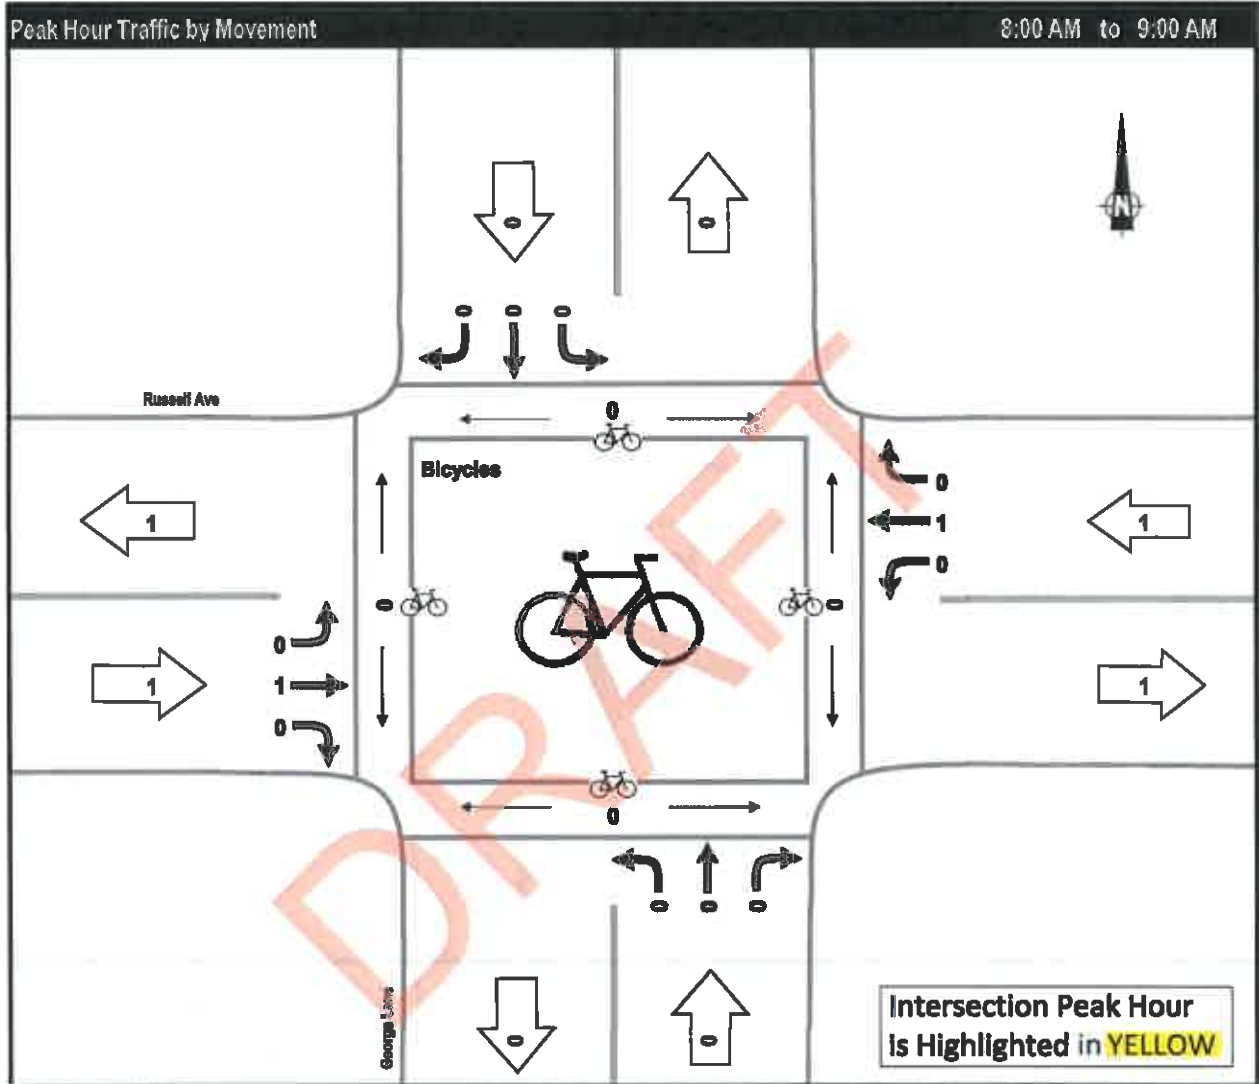 Peak Hour Traffic by Movement 8:00 AM to 9:00 AM
N
0 0
0 0 0
Russell Ave
0
Bicycles
0
1 1 1
0
0 0
0
1 1 1
0
0
0 0 0
George Lane
0 0
Intersection Peak Hour
is Highlighted in YELLOW
DRAFT